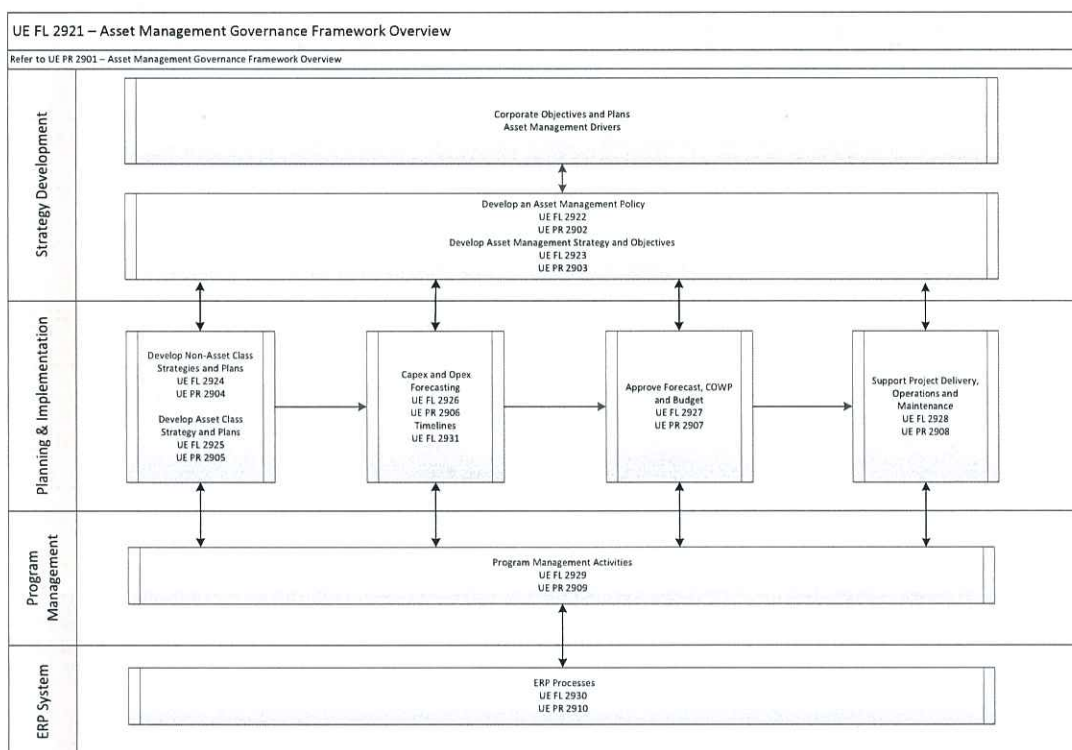 UE FL 2921 – Asset Management Governance Framework Overview
Refer to UE PR 2901 – Asset Management Governance Framework Overview
Strategy Development
Corporate Objectives and Plans
Asset Management Drivers
Develop an Asset Management Policy
UE FL 2922
UE PR 2902
Develop Asset Management Strategy and Objectives
UE FL 2923
UE PR 2903
Planning & Implementation
Develop Non-Asset Class
Strategies and Plans
UE FL 2924
UE PR 2904
Develop Asset Class
Strategy and Plans
UE FL 2925
UE PR 2905
Capex and Opex
Forecasting
UE FL 2926
UE PR 2906
Timelines
UE FL 2931
Approve Forecast, COWP
and Budget
UE FL 2927
UE PR 2907
Support Project Delivery,
Operations and
Maintenance
UE FL 2928
UE PR 2908
Program
Management
Program Management Activities
UE FL 2929
UE PR 2909
ERP System
ERP Processes
UE FL 2930
UE PR 2910